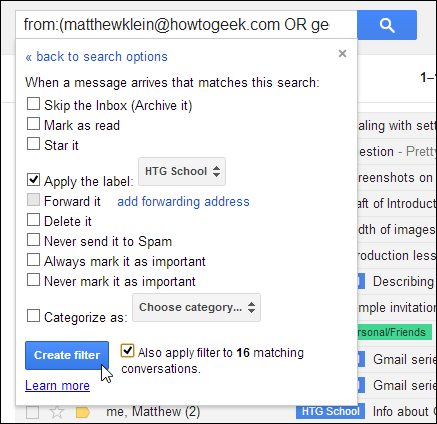 from:(matthewklein@howtogeek.com OR ge
« back to search options
×
1–
When a message arrives that matches this search:
Skip the Inbox (Archive it)
Mark as read
Star it
Apply the label: HTG School
Forward it add forwarding address
Delete it
Never send it to Spam
Always mark it as important
Never mark it as important
Categorize as: Choose category...
Create filter
Also apply filter to 16 matching
conversations.
Learn more
aling with sett
estion - Pretty
eenshots on
aft of Introduc
dth of images
roduction less
Describing
mple invitation
ersonal/Friends
Gmail serie
Gmail serie
me, Matthew (2) HTG School Info about G